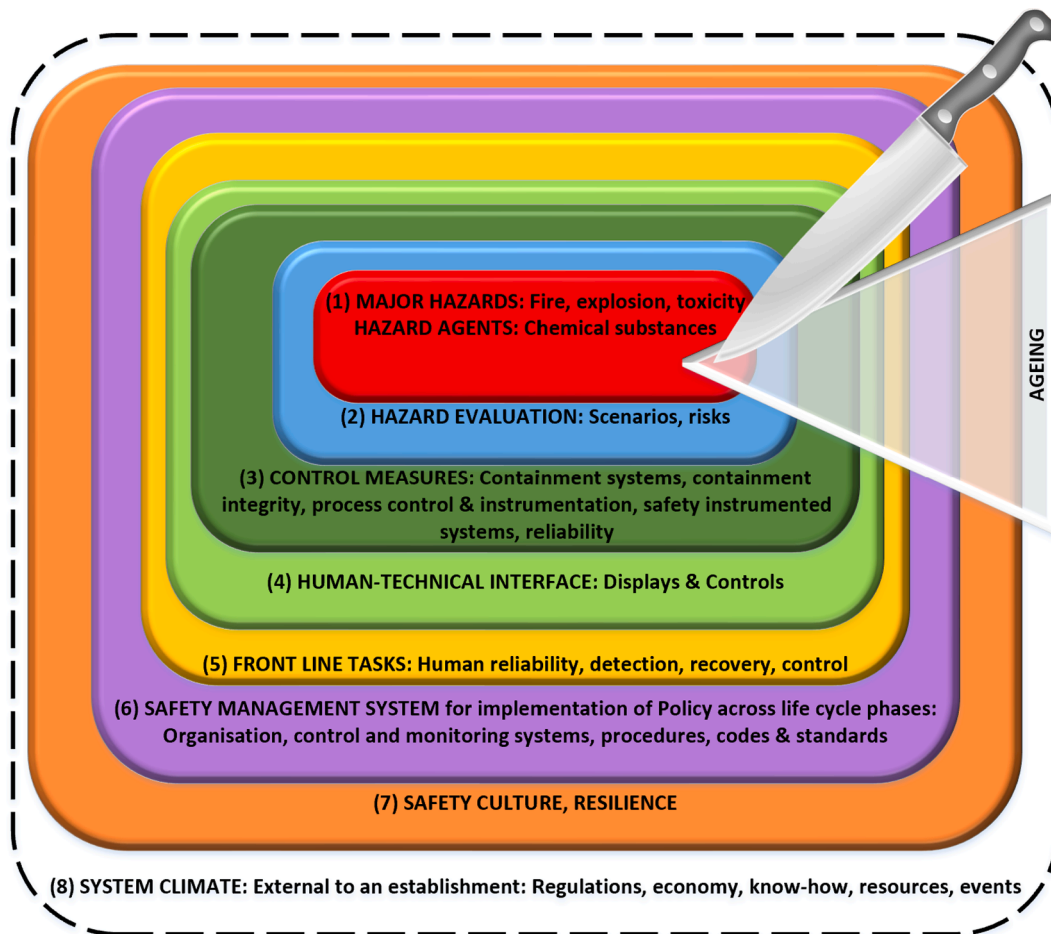 (1) MAJOR HAZARDS: Fire, explosion, toxicity
HAZARD AGENTS: Chemical substances
(2) HAZARD EVALUATION: Scenarios, risks
(3) CONTROL MEASURES: Containment systems, containment
integrity, process control & instrumentation, safety instrumented
systems, reliability
(4) HUMAN-TECHNICAL INTERFACE: Displays & Controls
(5) FRONT LINE TASKS: Human reliability, detection, recovery, control
(6) SAFETY MANAGEMENT SYSTEM for implementation of Policy across life cycle phases:
Organisation, control and monitoring systems, procedures, codes & standards
(7) SAFETY CULTURE, RESILIENCE
(8) SYSTEM CLIMATE: External to an establishment: Regulations, economy, know-how, resources, events
AGEING